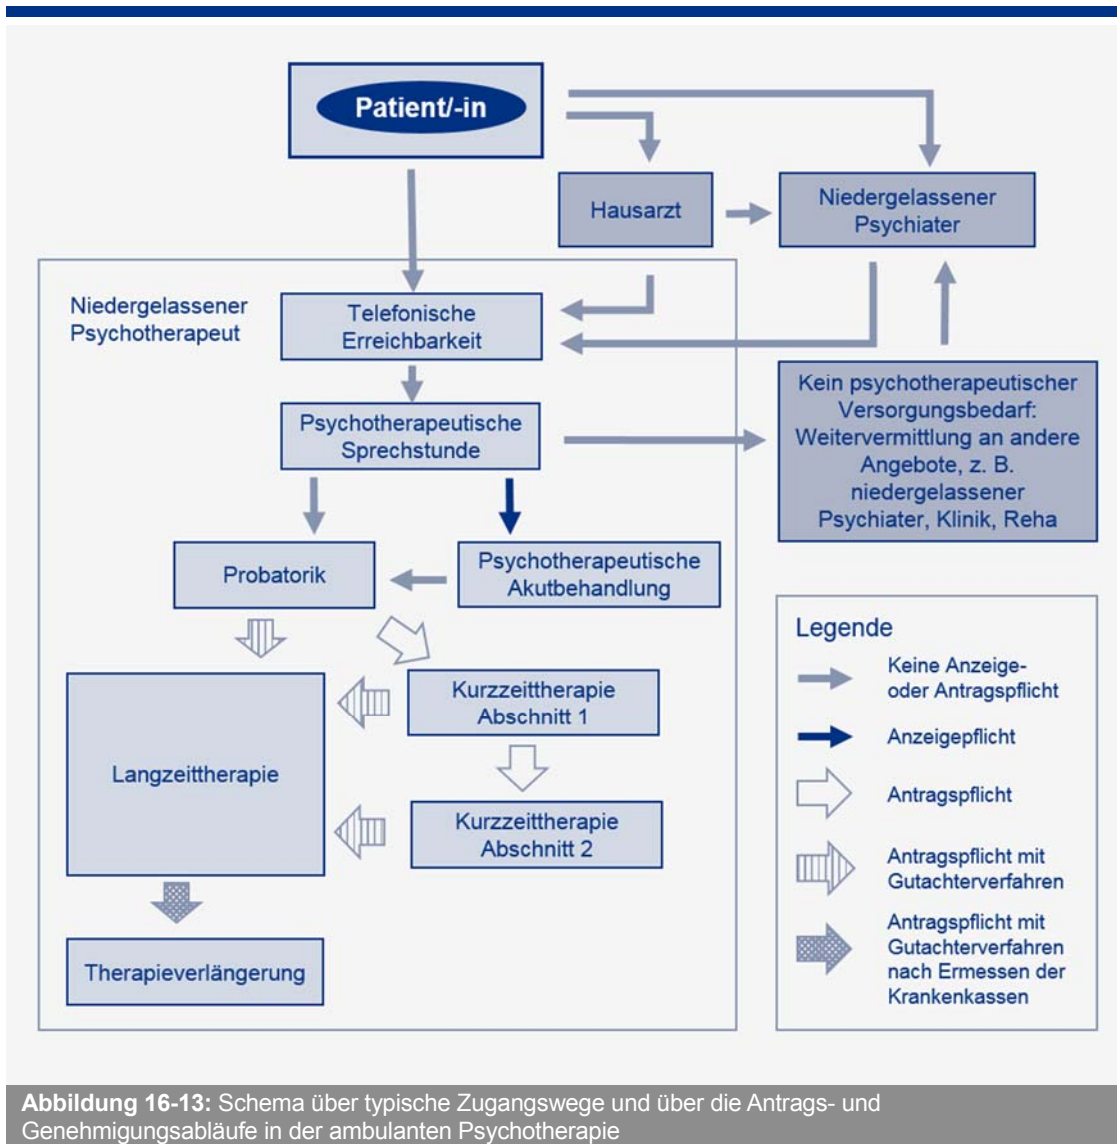 Patient/-in
Hausarzt
Niedergelassener
Psychiater
Niedergelassener
Psychotherapeut
Telefonische
Erreichbarkeit
Psychotherapeutische
Sprechstunde
Kein psychotherapeutischer
Versorgungsbedarf:
Weitervermittlung an andere
Angebote, z. B.
niedergelassener
Psychiater, Klinik, Reha
Probatorik
Psychotherapeutische
Akutbehandlung
Langzeittherapie
Kurzzeittherapie
Abschnitt 1
Kurzzeittherapie
Abschnitt 2
Therapieverlängerung
Legende
Keine Anzeige-
oder Antragspflicht
Anzeigepflicht
Antragspflicht
Antragspflicht mit
Gutachterverfahren
Antragspflicht mit
Gutachterverfahren
nach Ermessen der
Krankenkassen
Abbildung 16-13: Schema über typische Zugangswege und über die Antrags- und
Genehmigungsabläufe in der ambulanten Psychotherapie